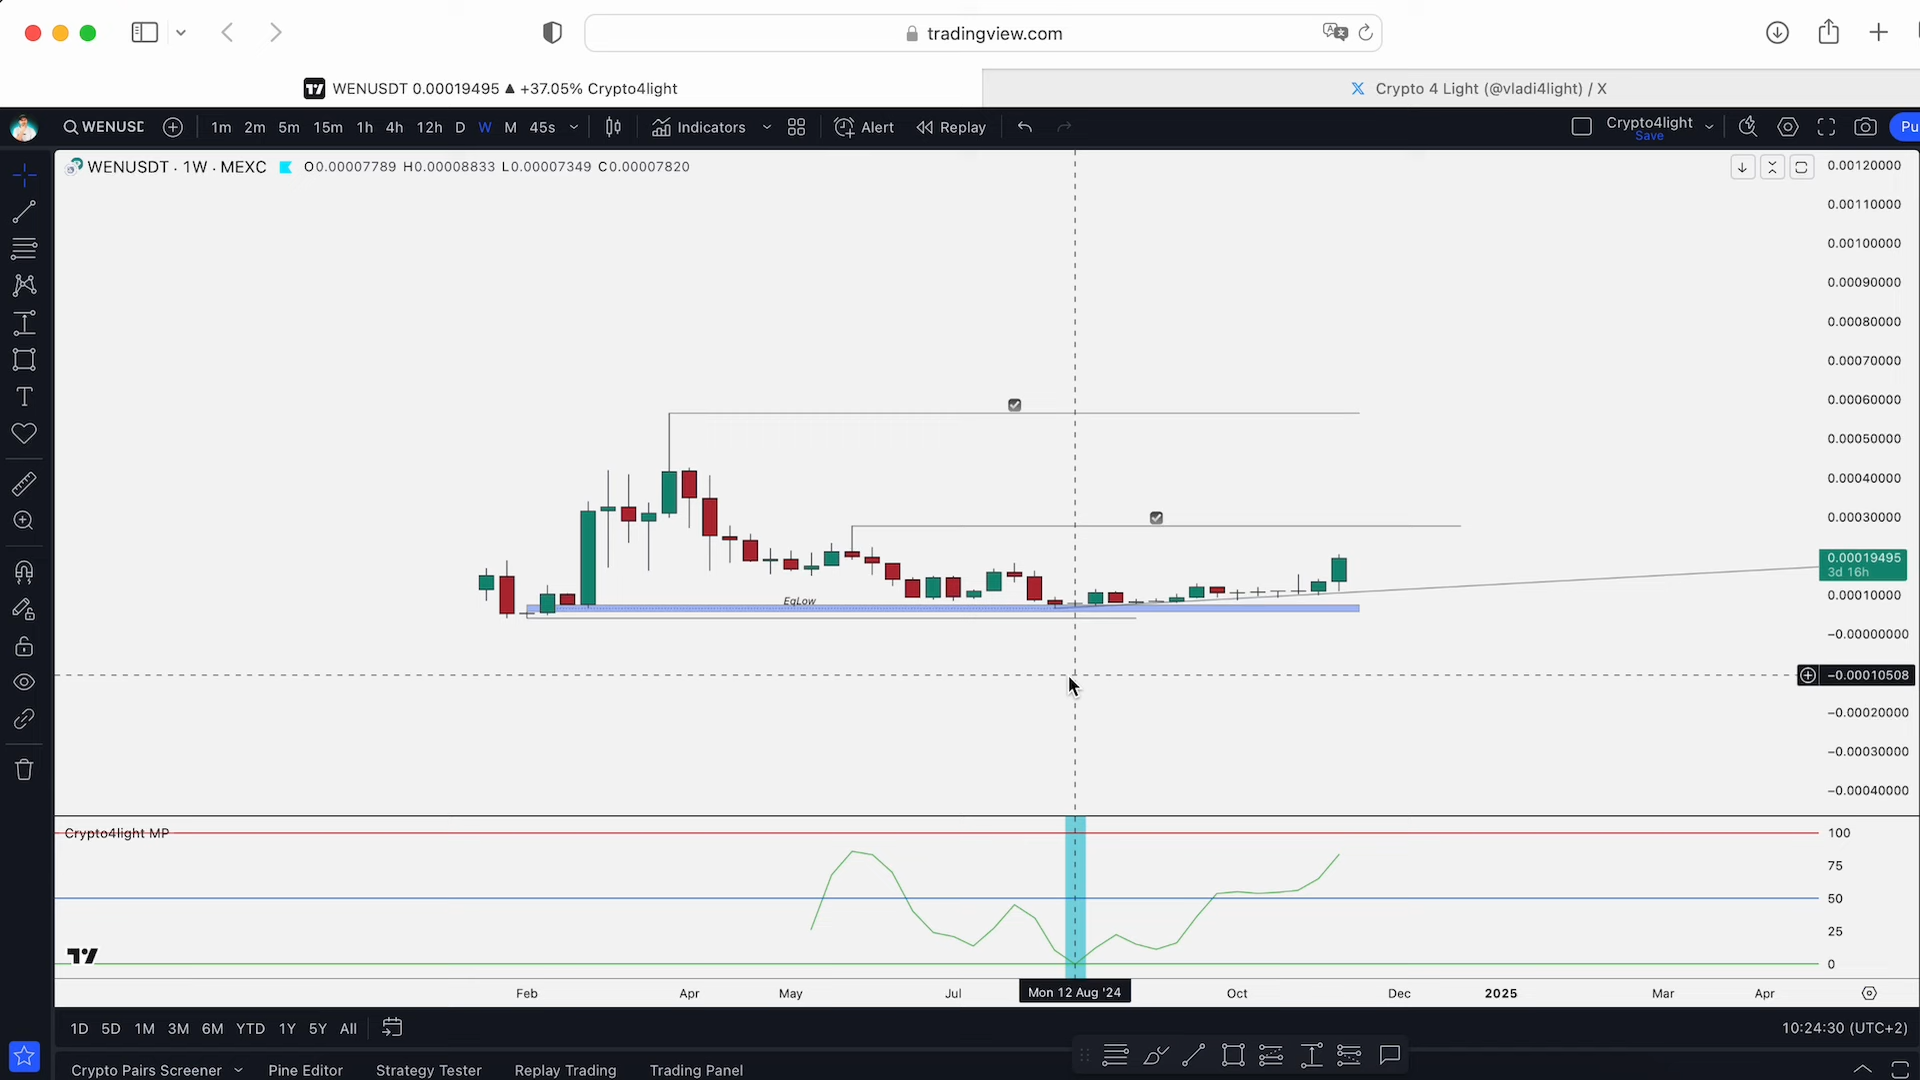 tradingview.com
WENUSDT 0.00019495 ▲ +37.05% Crypto4light
Crypto 4 Light (@vladi4light) / X
WENUSD
1m 2m 5m 15m 1h 4h 12h D W M 45s
Indicators
Alert
Replay
Crypto4light
Save
Pu
WENUSDT · 1W · MEXC
O0.00007789 H0.00008833 L0.00007349 C0.00007820
0.00120000
0.00110000
0.00100000
0.00090000
0.00080000
0.00070000
0.00060000
0.00050000
0.00040000
0.00030000
0.00019495
3d 16h
EqLow
0.00010000
−0.00000000
−0.00010508
−0.00020000
−0.00030000
−0.00040000
Crypto4light MP
100
75
50
25
0
Feb Apr May Jul Mon 12 Aug '24 Oct Dec 2025 Mar Apr
1D 5D 1M 3M 6M YTD 1Y 5Y All
10:24:30 (UTC+2)
Crypto Pairs Screener Pine Editor Strategy Tester Replay Trading Trading Panel